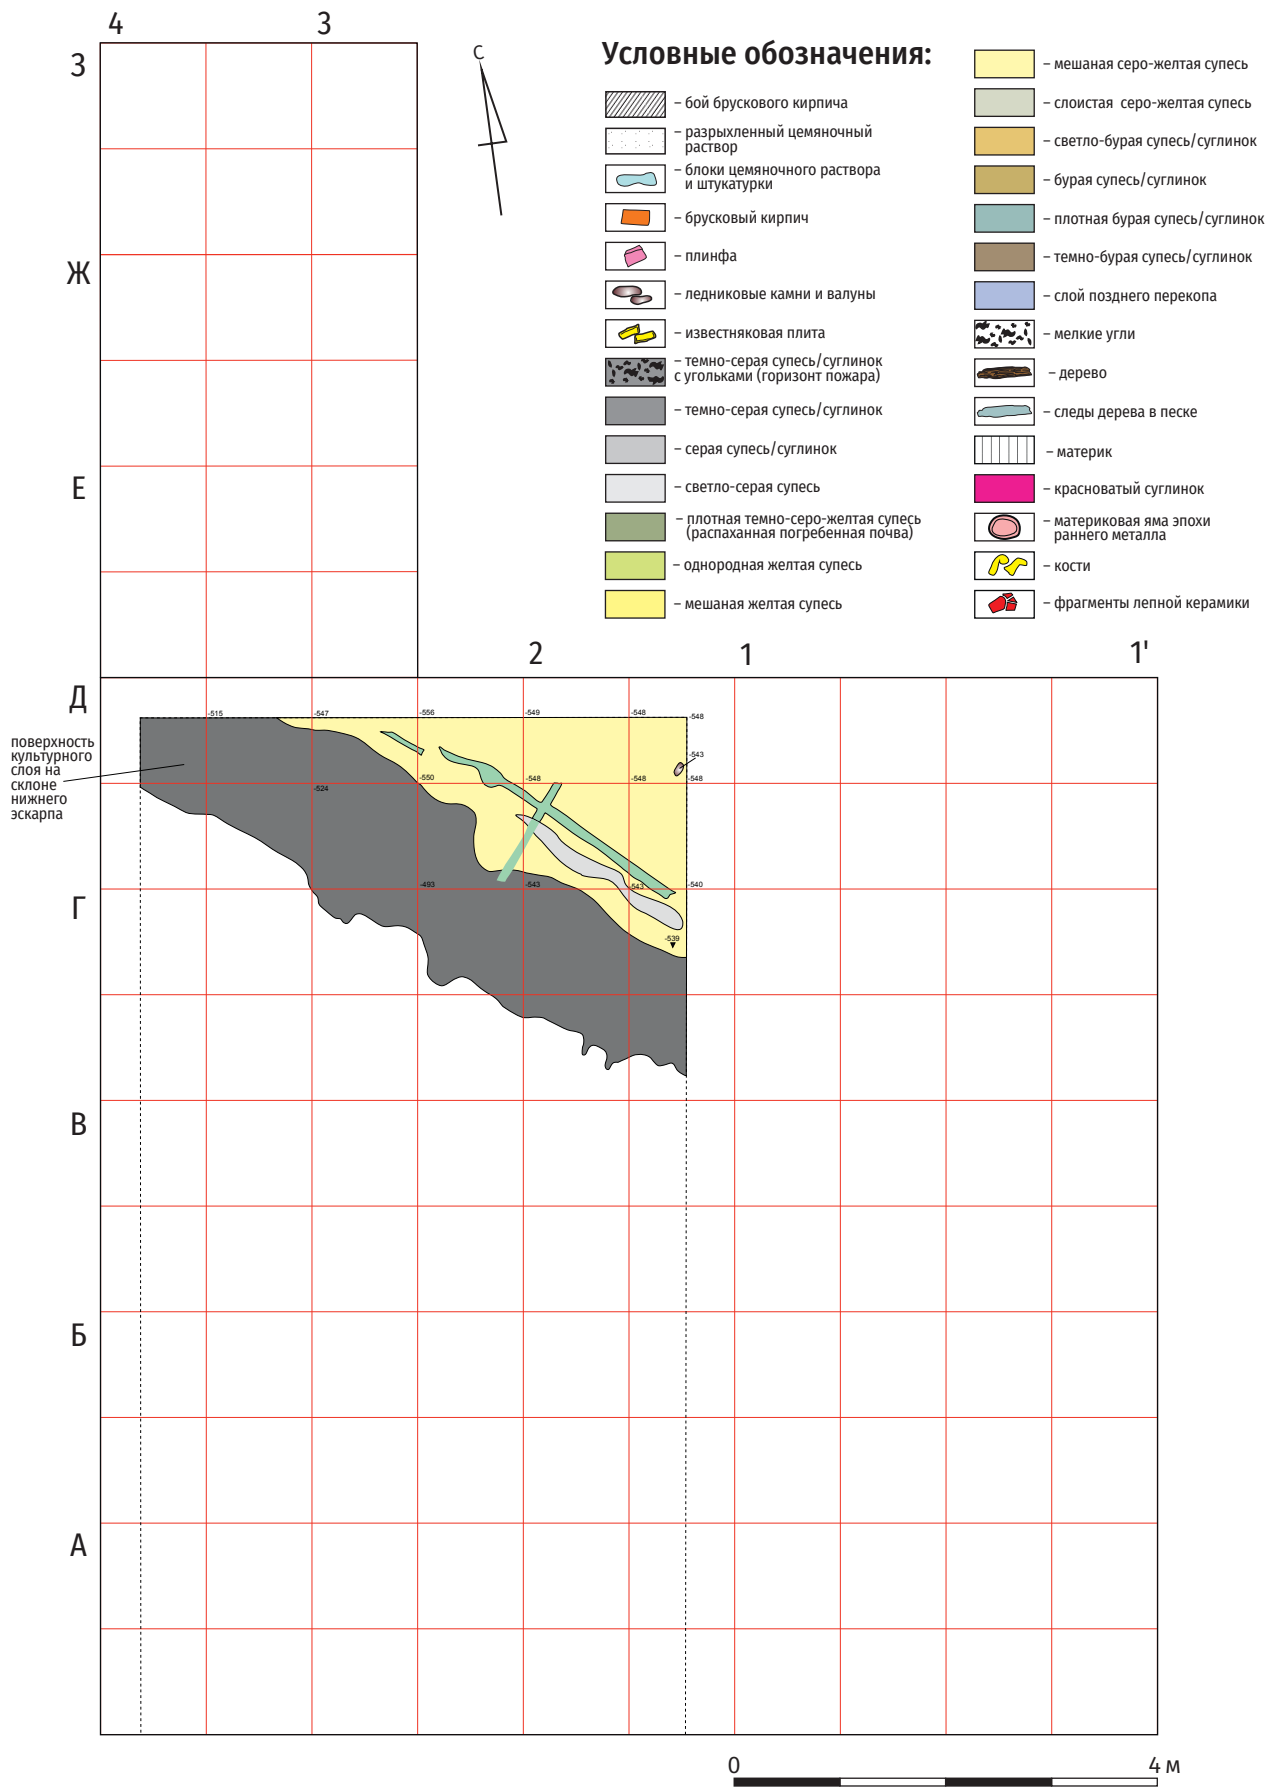 4
3
З
Ж
Е
С
Условные обозначения:
– бой брускового кирпича
– разрыхленный цемяночный
раствор
– блоки цемяночного раствора
и штукатурки
– брусковый кирпич
– плинфа
– ледниковые камни и валуны
– известняковая плита
– темно-серая супесь/суглинок
с угольками (горизонт пожара)
– темно-серая супесь/суглинок
– серая супесь/суглинок
– светло-серая супесь
– плотная темно-серо-желтая супесь
(распаханная погребенная почва)
– однородная желтая супесь
– мешаная желтая супесь
– мешаная серо-желтая супесь
– слоистая серо-желтая супесь
– светло-бурая супесь/суглинок
– бурая супесь/суглинок
– плотная бурая супесь/суглинок
– темно-бурая супесь/суглинок
– слой позднего перекопа
– мелкие угли
– дерево
– следы дерева в песке
– материк
– красноватый суглинок
– материковая яма эпохи
раннего металла
– кости
– фрагменты лепной керамики
2
1
1'
Д
-515
-547
-556
-549
-548
-548
поверхность
культурного
слоя на
склоне
нижнего
эскарпа
-543
-524
-550
-548
-548
-548
-493
-543
-543
-540
Г
-539
В
Б
А
0
4 м